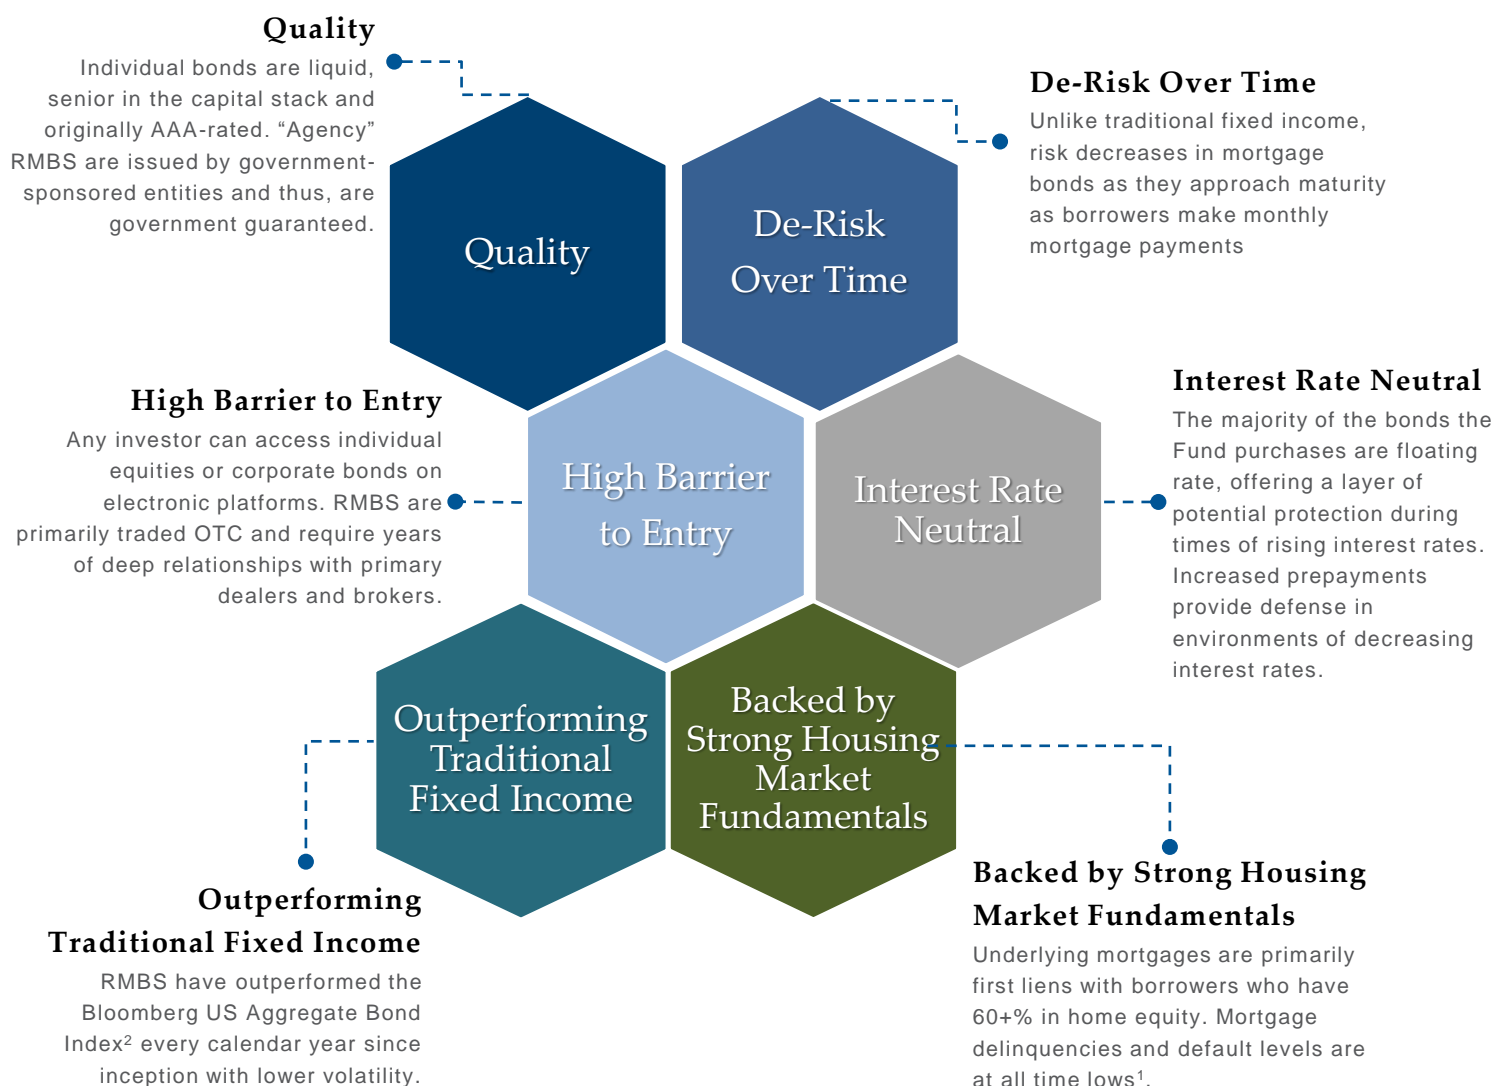 Quality
Individual bonds are liquid,
senior in the capital stack and
originally AAA-rated. “Agency”
RMBS are issued by government-
sponsored entities and thus, are
government guaranteed.
De-Risk Over Time
Unlike traditional fixed income,
risk decreases in mortgage
bonds as they approach maturity
as borrowers make monthly
mortgage payments
Quality
De-Risk
Over Time
High Barrier to Entry
Any investor can access individual
equities or corporate bonds on
electronic platforms. RMBS are
primarily traded OTC and require years
of deep relationships with primary
dealers and brokers.
High Barrier
to Entry
Interest Rate
Neutral
Interest Rate Neutral
The majority of the bonds the
Fund purchases are floating
rate, offering a layer of
potential protection during
times of rising interest rates.
Increased prepayments
provide defense in
environments of decreasing
interest rates.
Outperforming
Traditional
Fixed Income
Backed by
Strong Housing
Market
Fundamentals
Outperforming
Traditional Fixed Income
RMBS have outperformed the
Bloomberg US Aggregate Bond
Index² every calendar year since
inception with lower volatility.
Backed by Strong Housing
Market Fundamentals
Underlying mortgages are primarily
first liens with borrowers who have
60+% in home equity. Mortgage
delinquencies and default levels are
at all time lows¹.